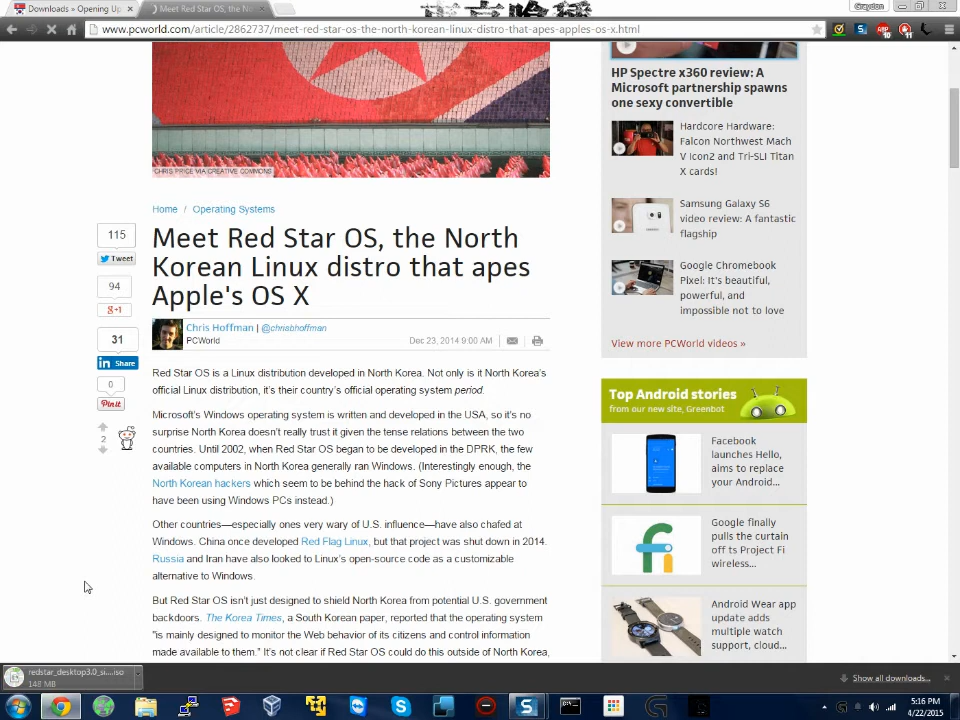 Downloads » Opening Up
Meet Red Star OS, the No
Graydon
www.pcworld.com/article/2862737/meet-red-star-os-the-north-korean-linux-distro-that-apes-apples-os-x.html
CHRIS PRICE VIA CREATIVE COMMONS
Home / Operating Systems
115
Tweet
94
g+1
31
in Share
0
Pinit
2
Meet Red Star OS, the North
Korean Linux distro that apes
Apple's OS X
Chris Hoffman | @chrisbhoffman
PCWorld
Dec 23, 2014 9:00 AM
Red Star OS is a Linux distribution developed in North Korea. Not only is it North Korea's
official Linux distribution, it's their country's official operating system period.
Microsoft's Windows operating system is written and developed in the USA, so it's no
surprise North Korea doesn't really trust it given the tense relations between the two
countries. Until 2002, when Red Star OS began to be developed in the DPRK, the few
available computers in North Korea generally ran Windows. (Interestingly enough, the
North Korean hackers which seem to be behind the hack of Sony Pictures appear to
have been using Windows PCs instead.)
Other countries—especially ones very wary of U.S. influence—have also chafed at
Windows. China once developed Red Flag Linux, but that project was shut down in 2014.
Russia and Iran have also looked to Linux's open-source code as a customizable
alternative to Windows.
But Red Star OS isn't just designed to shield North Korea from potential U.S. government
backdoors. The Korea Times, a South Korean paper, reported that the operating system
"is mainly designed to monitor the Web behavior of its citizens and control information
made available to them." It's not clear if Red Star OS could do this outside of North Korea,
HP Spectre x360 review: A
Microsoft partnership spawns
one sexy convertible
Hardcore Hardware:
Falcon Northwest Mach
V Icon2 and Tri-SLI Titan
X cards!
Samsung Galaxy S6
video review: A fantastic
flagship
Google Chromebook
Pixel: It's beautiful,
powerful, and
impossible not to love
View more PCWorld videos »
Top Android stories
from our new site, Greenbot
Facebook
launches Hello,
aims to replace
your Android...
Google finally
pulls the curtain
off its Project Fi
wireless...
Android Wear app
update adds
multiple watch
support, cloud...
redstar_desktop3.0_si....iso
148 MB
Show all downloads...
5:16 PM
4/22/2015